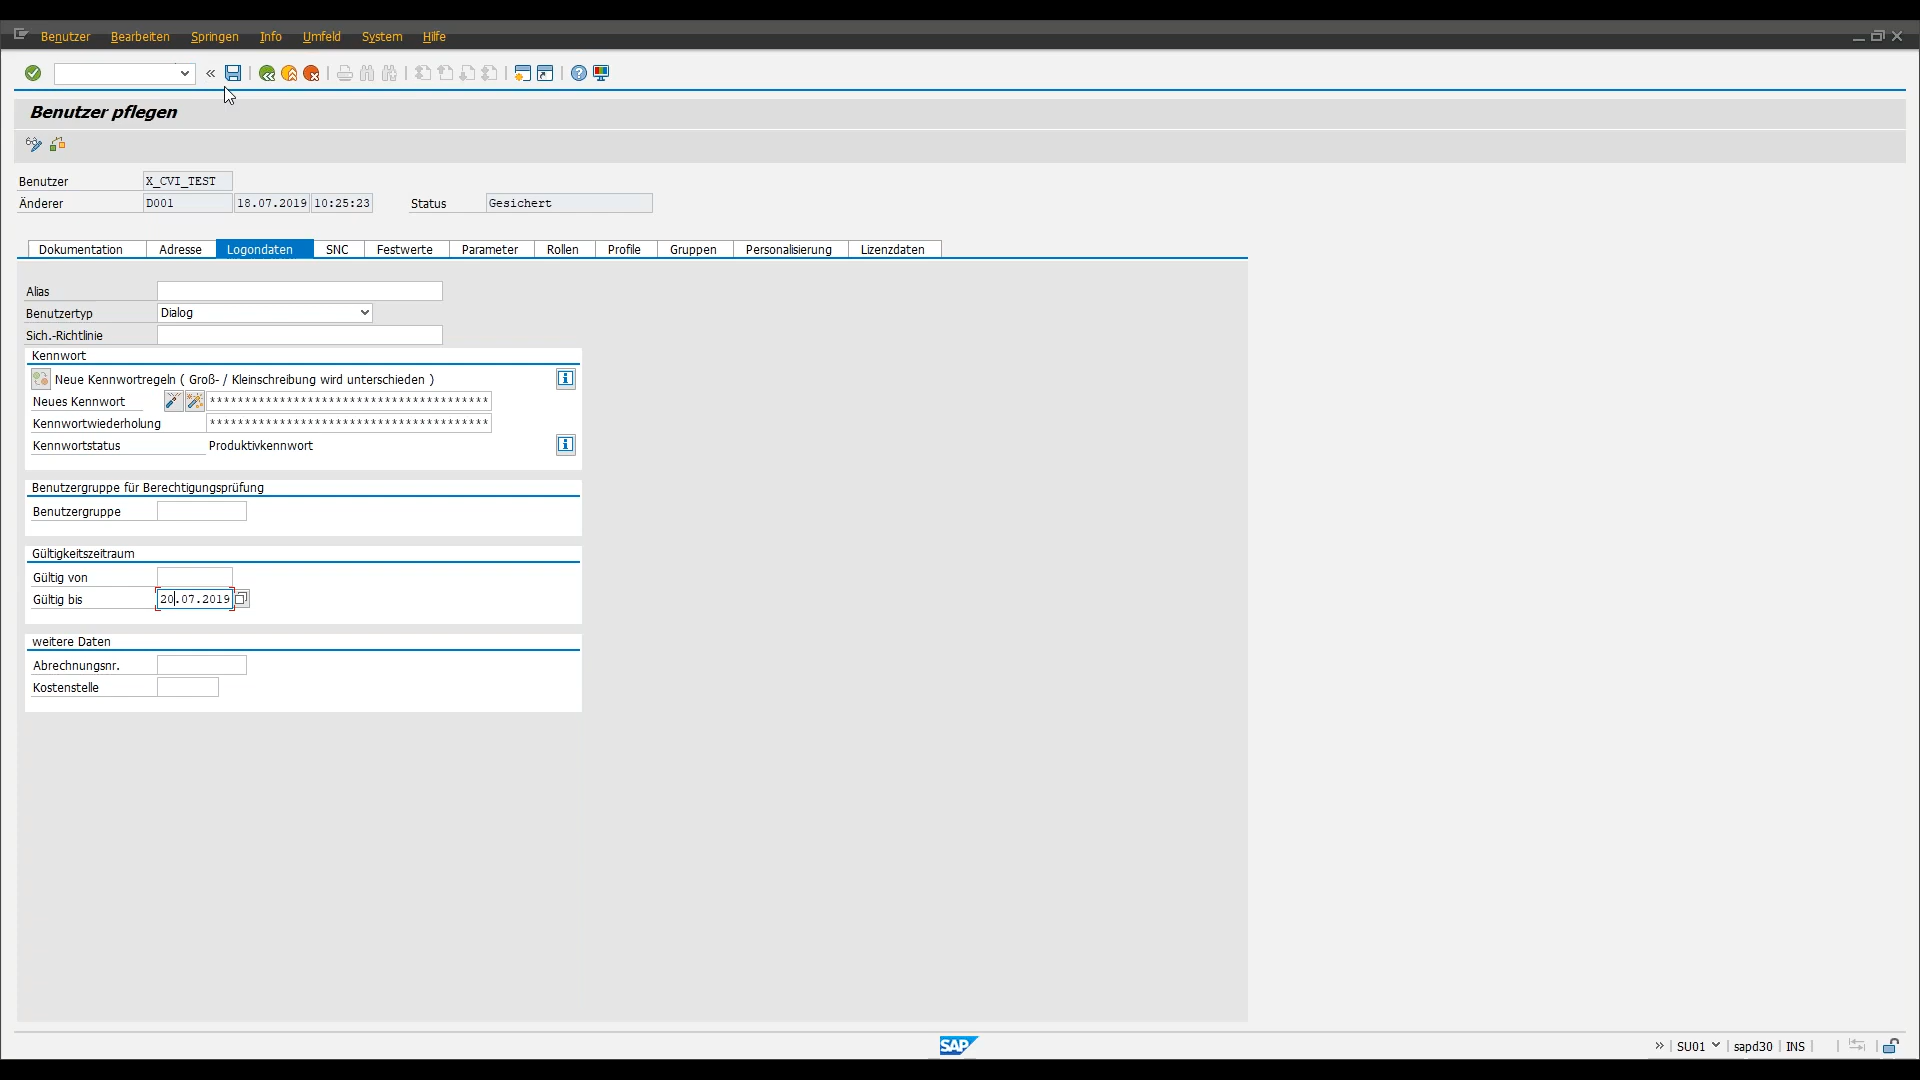 Benutzer Bearbeiten Springen Info Umfeld System Hilfe
Benutzer pflegen
Benutzer X_CVI_TEST
Änderer D001 18.07.2019 10:25:23 Status Gesichert
Dokumentation Adresse Logondaten SNC Festwerte Parameter Rollen Profile Gruppen Personalisierung Lizenzdaten
Alias
Benutzertyp Dialog
Sich.-Richtlinie
Kennwort
Neue Kennwortregeln ( Groß- / Kleinschreibung wird unterschieden )
Neues Kennwort ****************************************
Kennwortwiederholung ****************************************
Kennwortstatus Produktivkennwort
Benutzergruppe für Berechtigungsprüfung
Benutzergruppe
Gültigkeitszeitraum
Gültig von
Gültig bis 20.07.2019
weitere Daten
Abrechnungsnr.
Kostenstelle
SAP » SU01 sapd30 INS